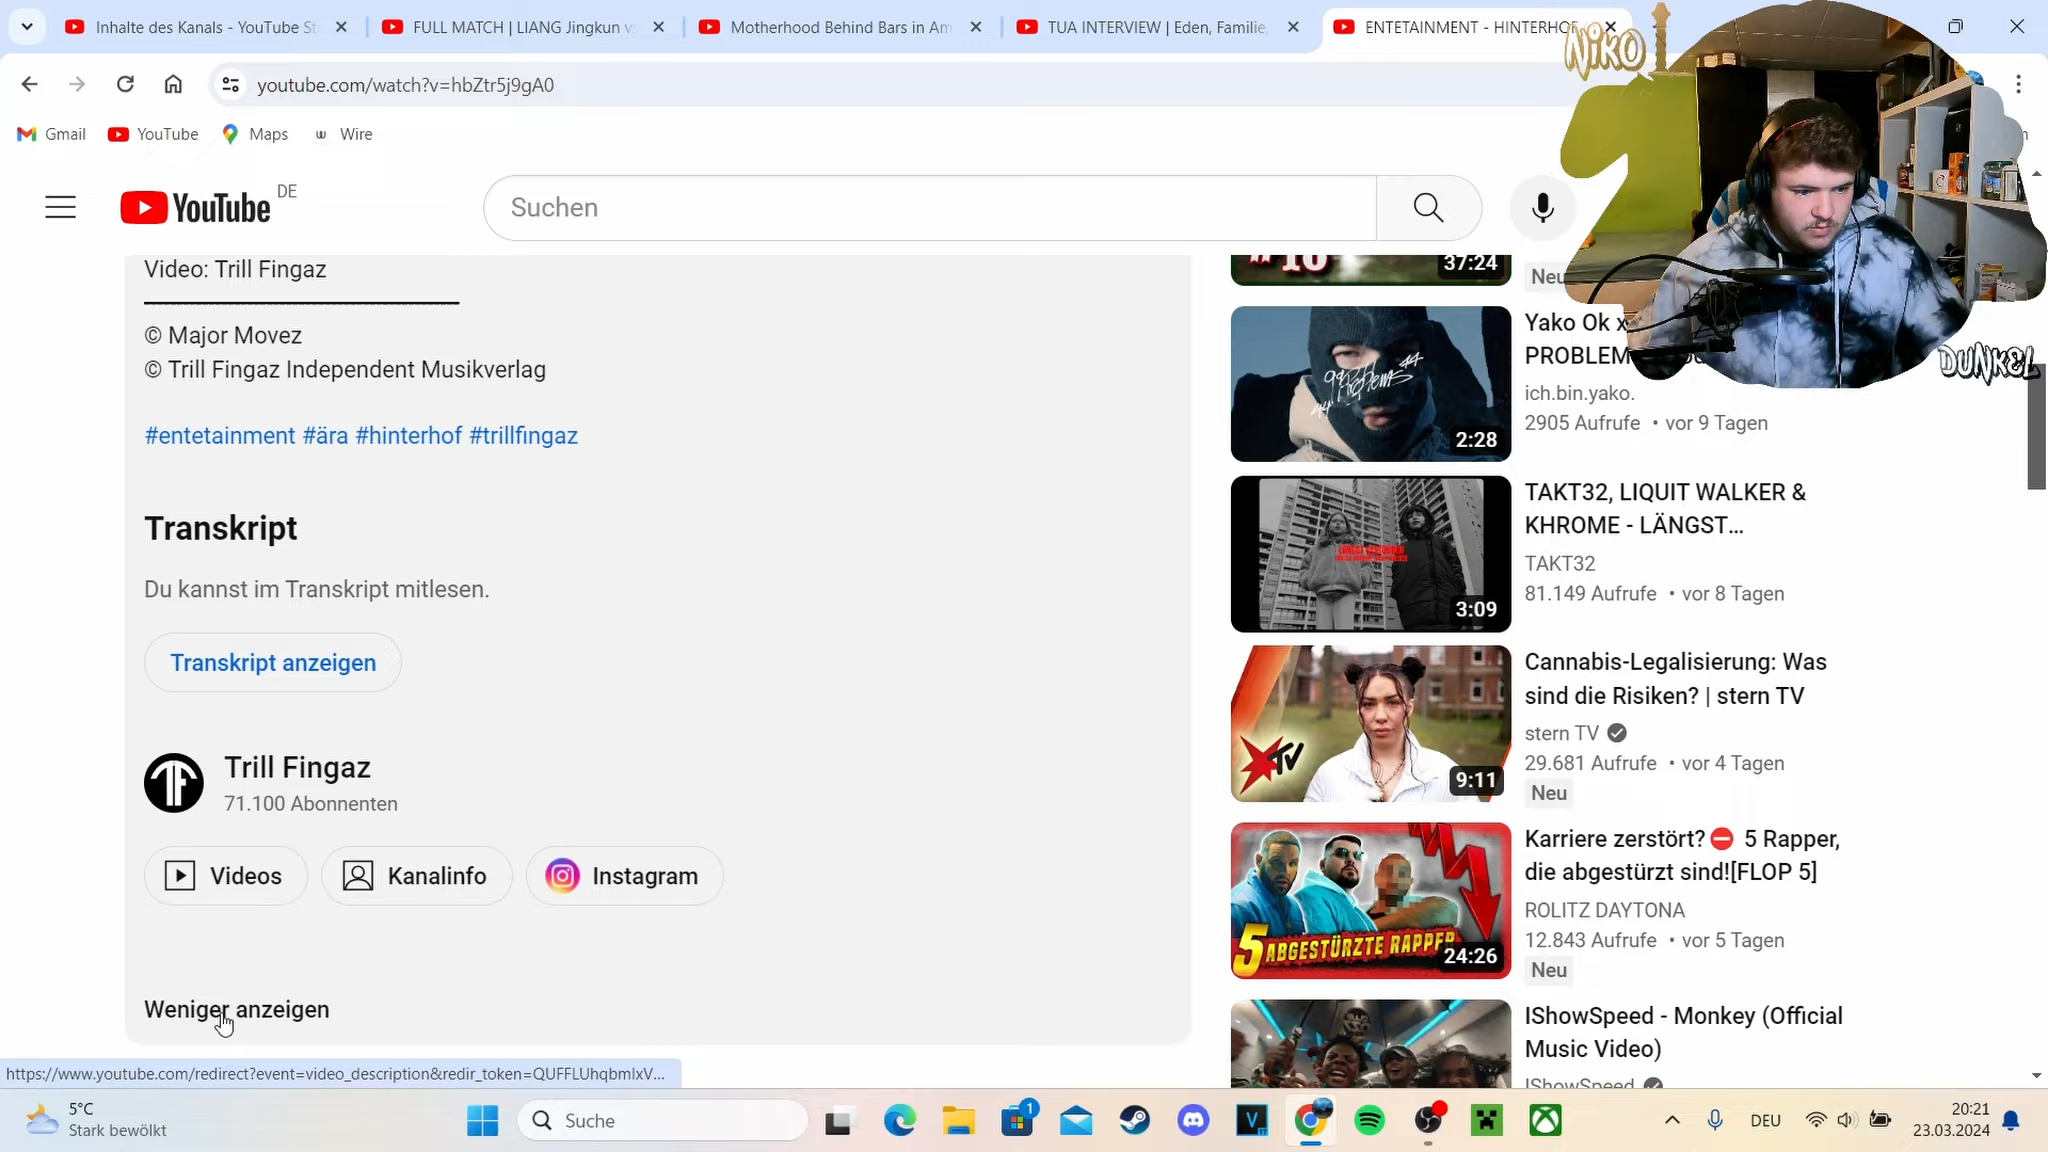 Inhalte des Kanals - YouTube St
FULL MATCH | LIANG Jingkun v
Motherhood Behind Bars in Am
TUA INTERVIEW | Eden, Familie,
ENTETAINMENT - HINTERHOF
youtube.com/watch?v=hbZtr5j9gA0
Gmail
YouTube
Maps
Wire
NIKO
DUNKEL
YouTube DE
Suchen
Video: Trill Fingaz
© Major Movez
© Trill Fingaz Independent Musikverlag
#entetainment #ära #hinterhof #trillfingaz
Transkript
Du kannst im Transkript mitlesen.
Transkript anzeigen
Trill Fingaz
71.100 Abonnenten
Videos
Kanalinfo
Instagram
Weniger anzeigen
37:24
Neu
2:28
Yako Ok x
PROBLEM
ich.bin.yako.
2905 Aufrufe • vor 9 Tagen
3:09
TAKT32, LIQUIT WALKER &
KHROME - LÄNGST...
TAKT32
81.149 Aufrufe • vor 8 Tagen
TV
9:11
Cannabis-Legalisierung: Was
sind die Risiken? | stern TV
stern TV
29.681 Aufrufe • vor 4 Tagen
Neu
5 ABGESTÜRZTE RAPPER
24:26
Karriere zerstört?⛔ 5 Rapper,
die abgestürzt sind![FLOP 5]
ROLITZ DAYTONA
12.843 Aufrufe • vor 5 Tagen
Neu
IShowSpeed - Monkey (Official
Music Video)
IShowSpeed
https://www.youtube.com/redirect?event=video_description&redir_token=QUFFLUhqbmlxV...
5°C
Stark bewölkt
Suche
1
DEU
20:21
23.03.2024